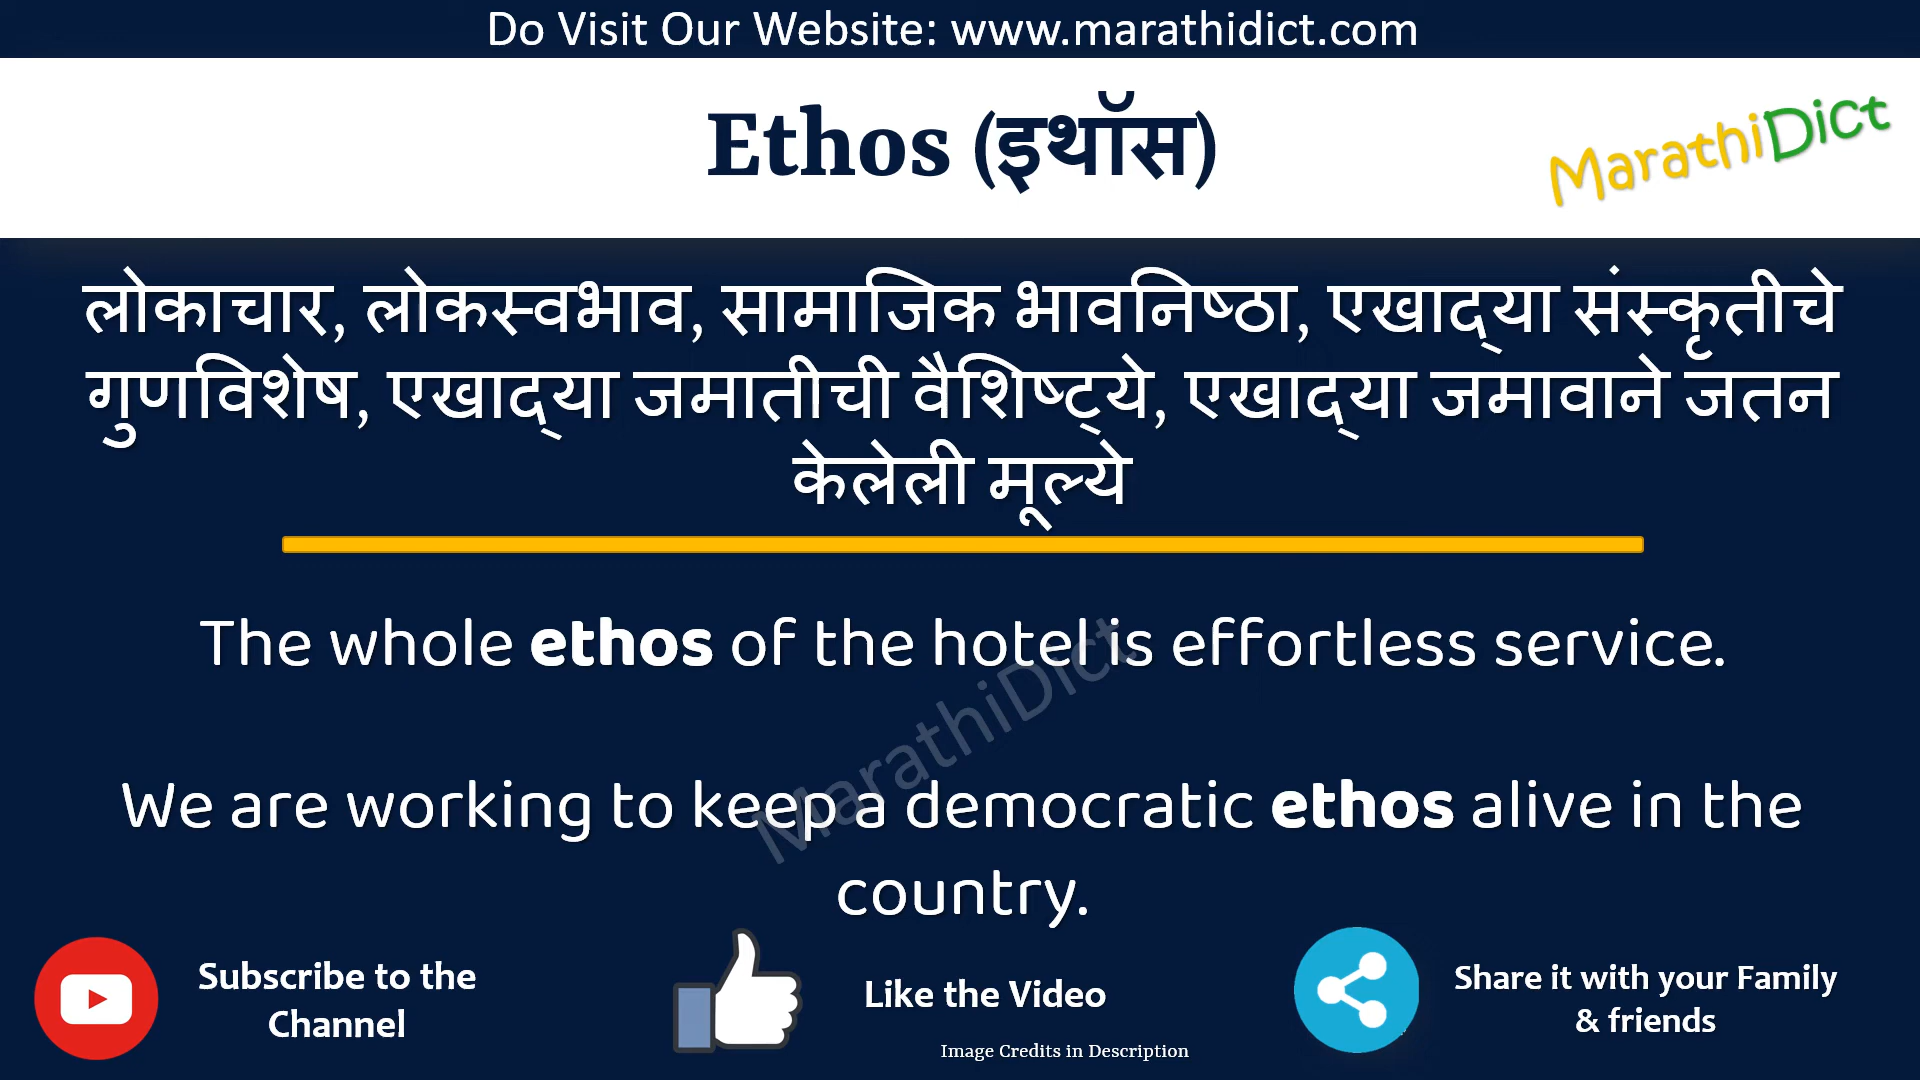 Do Visit Our Website: www.marathidict.com
Ethos (इथॉस)
MarathiDict
लोकाचार, लोकस्वभाव, सामाजिक भावनिष्ठा, एखाद्या संस्कृतीचे
गुणविशेष, एखाद्या जमातीची वैशिष्ट्ये, एखाद्या जमावाने जतन
केलेली मूल्ये
The whole ethos of the hotel is effortless service.
MarathiDict
We are working to keep a democratic ethos alive in the
country.
Subscribe to the
Channel
Like the Video
Share it with your Family
& friends
Image Credits in Description